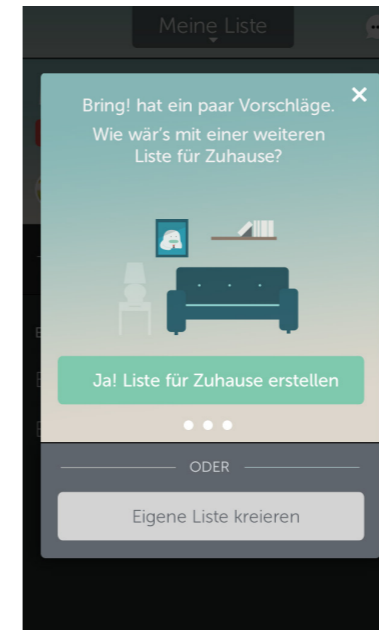 Meine Liste
Bring! hat ein paar Vorschläge.
Wie wär's mit einer weiteren
Liste für Zuhause?
Ja! Liste für Zuhause erstellen
ODER
Eigene Liste kreieren